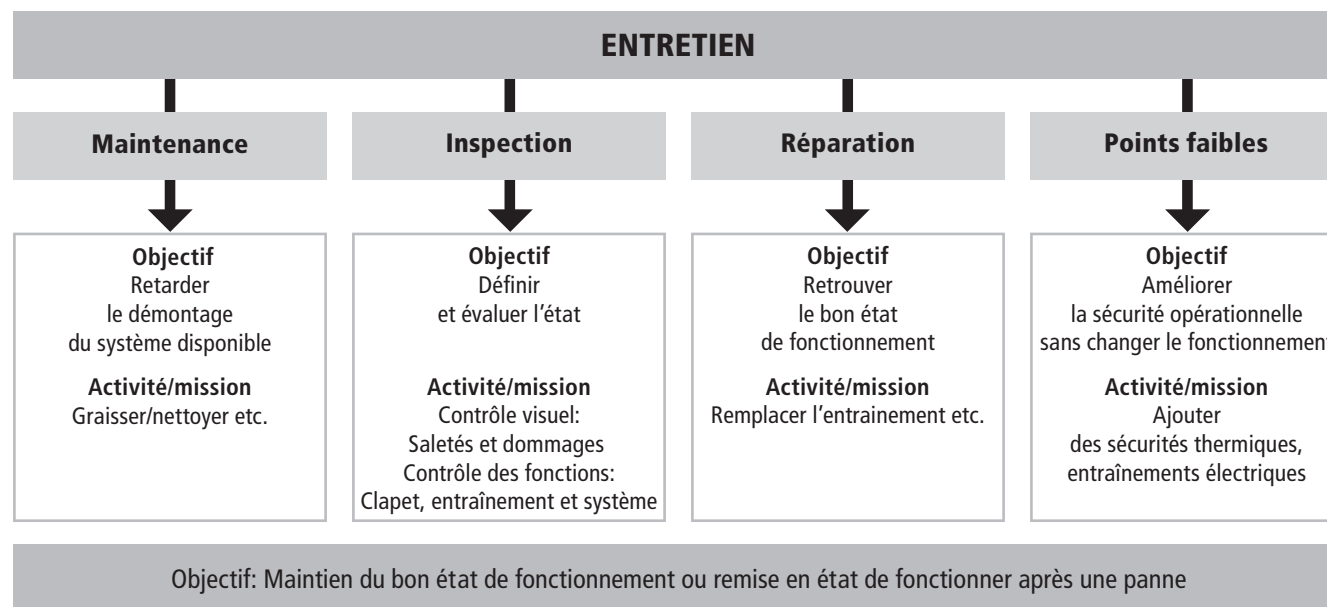 ENTRETIEN
Maintenance
Objectif
Retarder
le démontage
du système disponible
Activité/mission
Graisser/nettoyer etc.
Inspection
Objectif
Définir
et évaluer l’état
Activité/mission
Contrôle visuel:
Saletés et dommages
Contrôle des fonctions:
Clapet, entraînement et système
Réparation
Objectif
Retrouver
le bon état
de fonctionnement
Activité/mission
Remplacer l’entrainement etc.
Points faibles
Objectif
Améliorer
la sécurité opérationnelle
sans changer le fonctionnement
Activité/mission
Ajouter
des sécurités thermiques,
entraînements électriques
Objectif: Maintien du bon état de fonctionnement ou remise en état de fonctionner après une panne